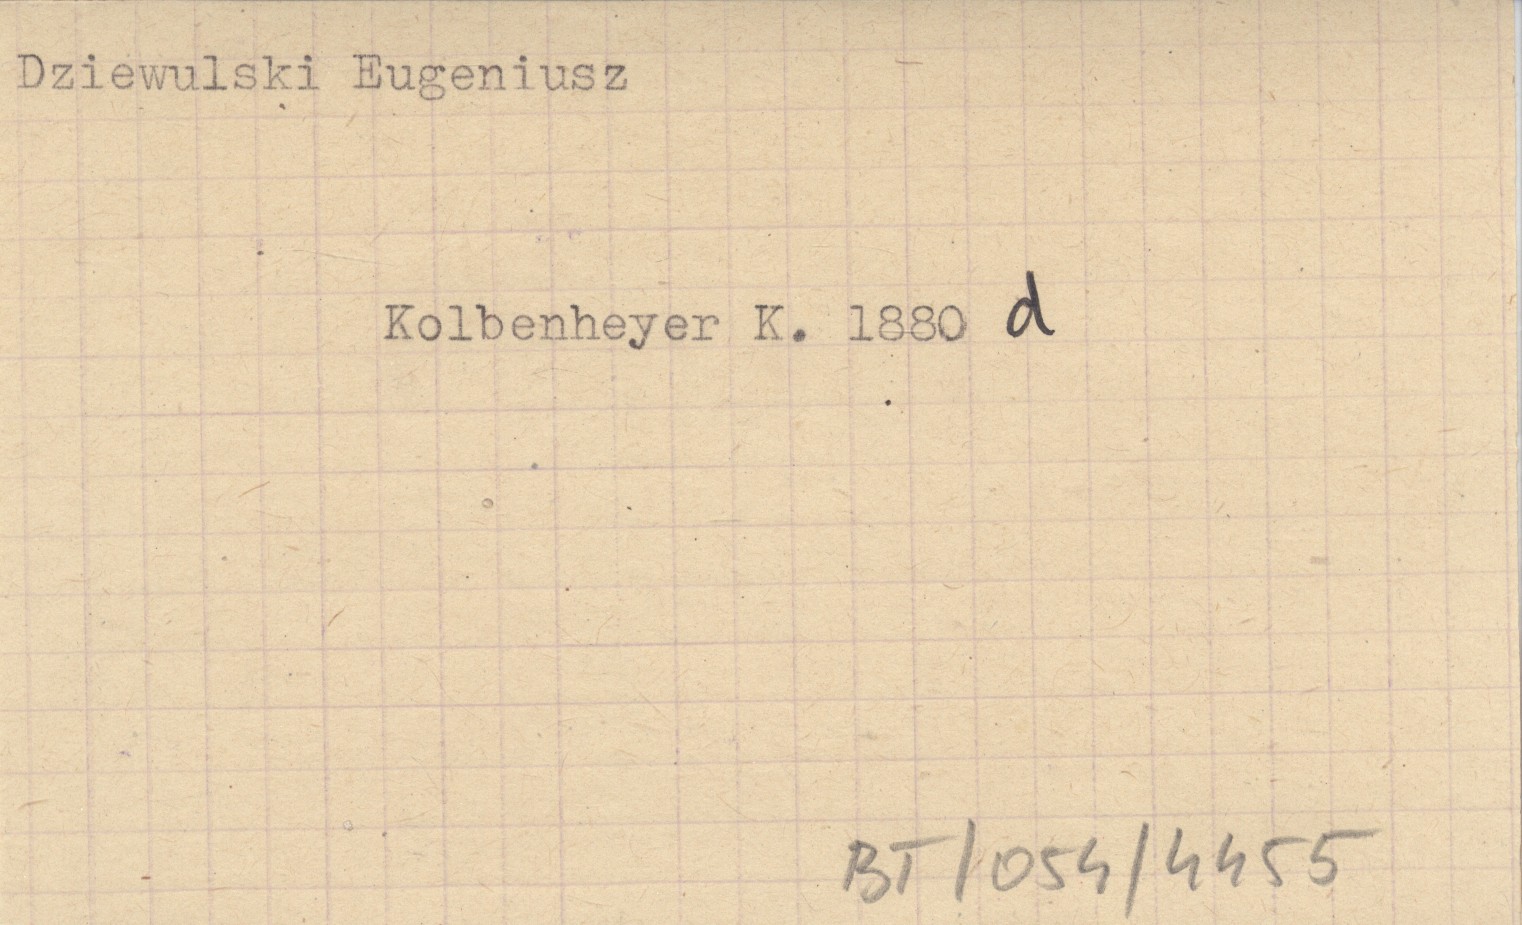 Dziewulski Eugeniusz
Kolbenheyer K. 1880 d
BT/054/4455